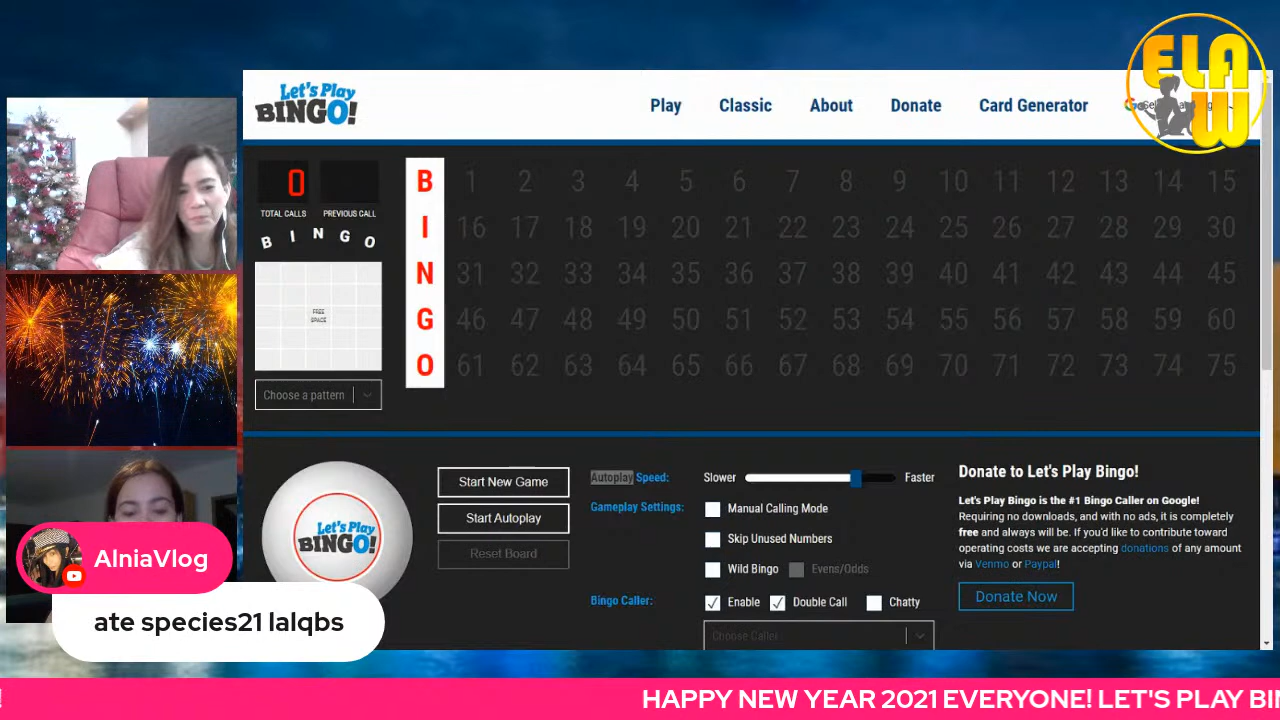 ELA
W
Let's Play
BINGO!
Play Classic About Donate Card Generator
0
TOTAL CALLS PREVIOUS CALL
B I N G O
FREE
SPACE
Choose a pattern
B 1 2 3 4 5 6 7 8 9 10 11 12 13 14 15
I 16 17 18 19 20 21 22 23 24 25 26 27 28 29 30
N 31 32 33 34 35 36 37 38 39 40 41 42 43 44 45
G 46 47 48 49 50 51 52 53 54 55 56 57 58 59 60
O 61 62 63 64 65 66 67 68 69 70 71 72 73 74 75
Let's Play
BINGO!
Start New Game
Start Autoplay
Reset Board
Autoplay Speed: Slower Faster
Gameplay Settings: Manual Calling Mode
Skip Unused Numbers
Wild Bingo Evens/Odds
Bingo Caller: Enable Double Call Chatty
Choose Caller
Donate to Let's Play Bingo!
Let's Play Bingo is the #1 Bingo Caller on Google!
Requiring no downloads, and with no ads, it is completely
free and always will be. If you'd like to contribute toward
operating costs we are accepting donations of any amount
via Venmo or Paypal!
Donate Now
AlniaVlog
ate species21 lalqbs
! HAPPY NEW YEAR 2021 EVERYONE! LET'S PLAY BIN